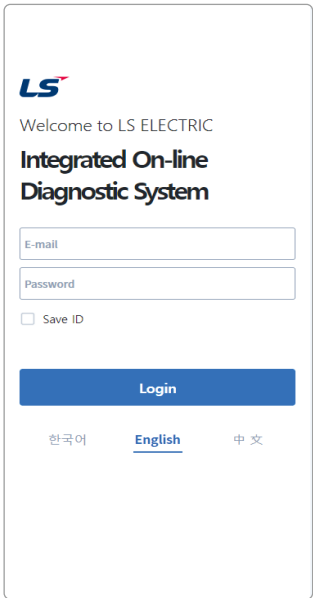 LS
Welcome to LS ELECTRIC
Integrated On-line
Diagnostic System
E-mail
Password
Save ID
Login
한국어 English 中 文